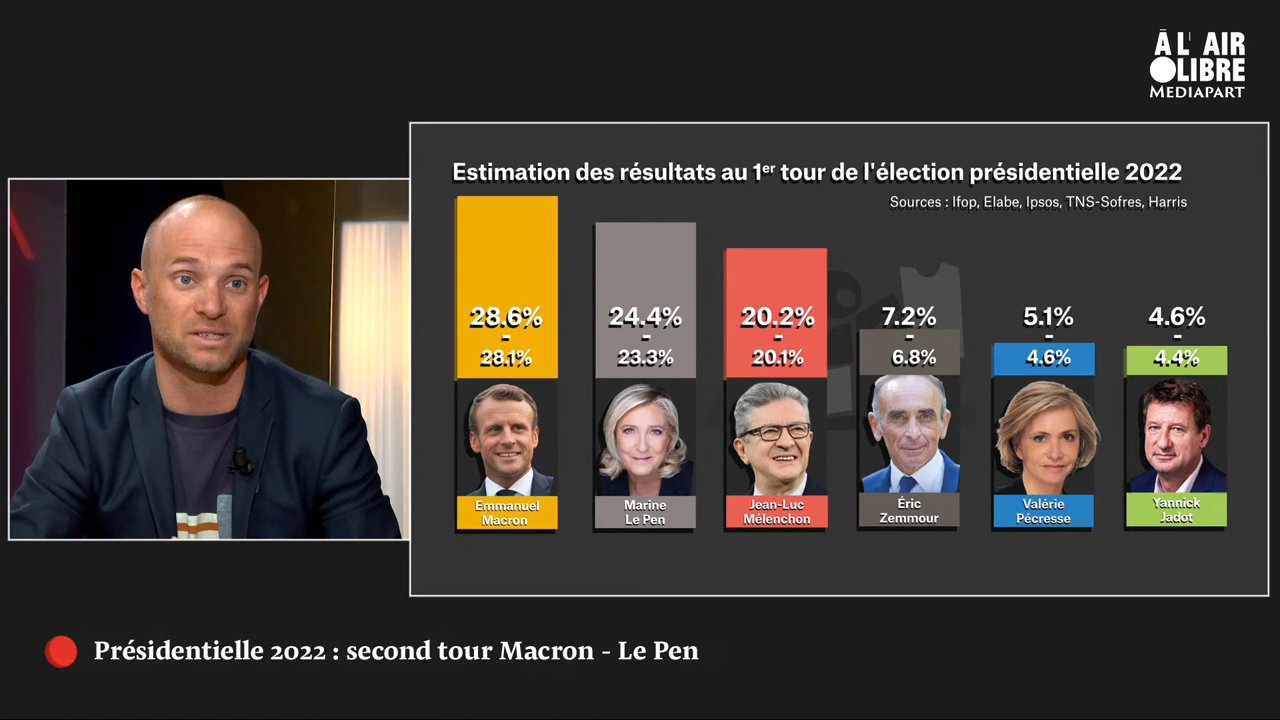 À L' AIR
LIBRE
MEDIAPART
Estimation des résultats au 1er tour de l'élection présidentielle 2022
Sources : Ifop, Elabe, Ipsos, TNS-Sofres, Harris
28.6%
-
28.1%
24.4%
-
23.3%
20.2%
-
20.1%
7.2%
-
6.8%
5.1%
-
4.6%
4.6%
-
4.4%
Emmanuel
Macron
Marine
Le Pen
Jean-Luc
Mélenchon
Éric
Zemmour
Valérie
Pécresse
Yannick
Jadot
Présidentielle 2022 : second tour Macron - Le Pen